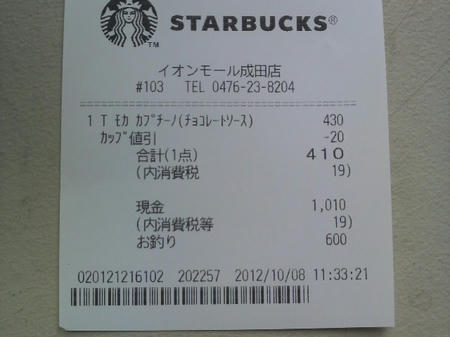 STARBUCKS®
イオンモール成田店
#103 TEL 0476-23-8204
1 T モカ カプチーノ(チョコレートソース) 430
カップ値引 -20
合計(1点) 410
(内消費税 19)
現金 1,010
(内消費税等 19)
お釣り 600
020121216102 202257 2012/10/08 11:33:21